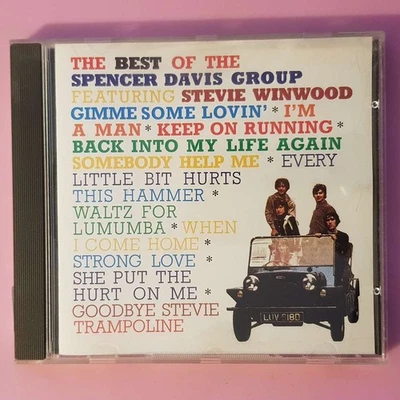 THE BEST OF THE
SPENCER DAVIS GROUP
FEATURING STEVIE WINWOOD
GIMME SOME LOVIN' * I'M
A MAN * KEEP ON RUNNING *
BACK INTO MY LIFE AGAIN
SOMEBODY HELP ME * EVERY
LITTLE BIT HURTS
THIS HAMMER *
WALTZ FOR
LUMUMBA * WHEN
I COME HOME *
STRONG LOVE *
SHE PUT THE
HURT ON ME *
GOODBYE STEVIE
TRAMPOLINE